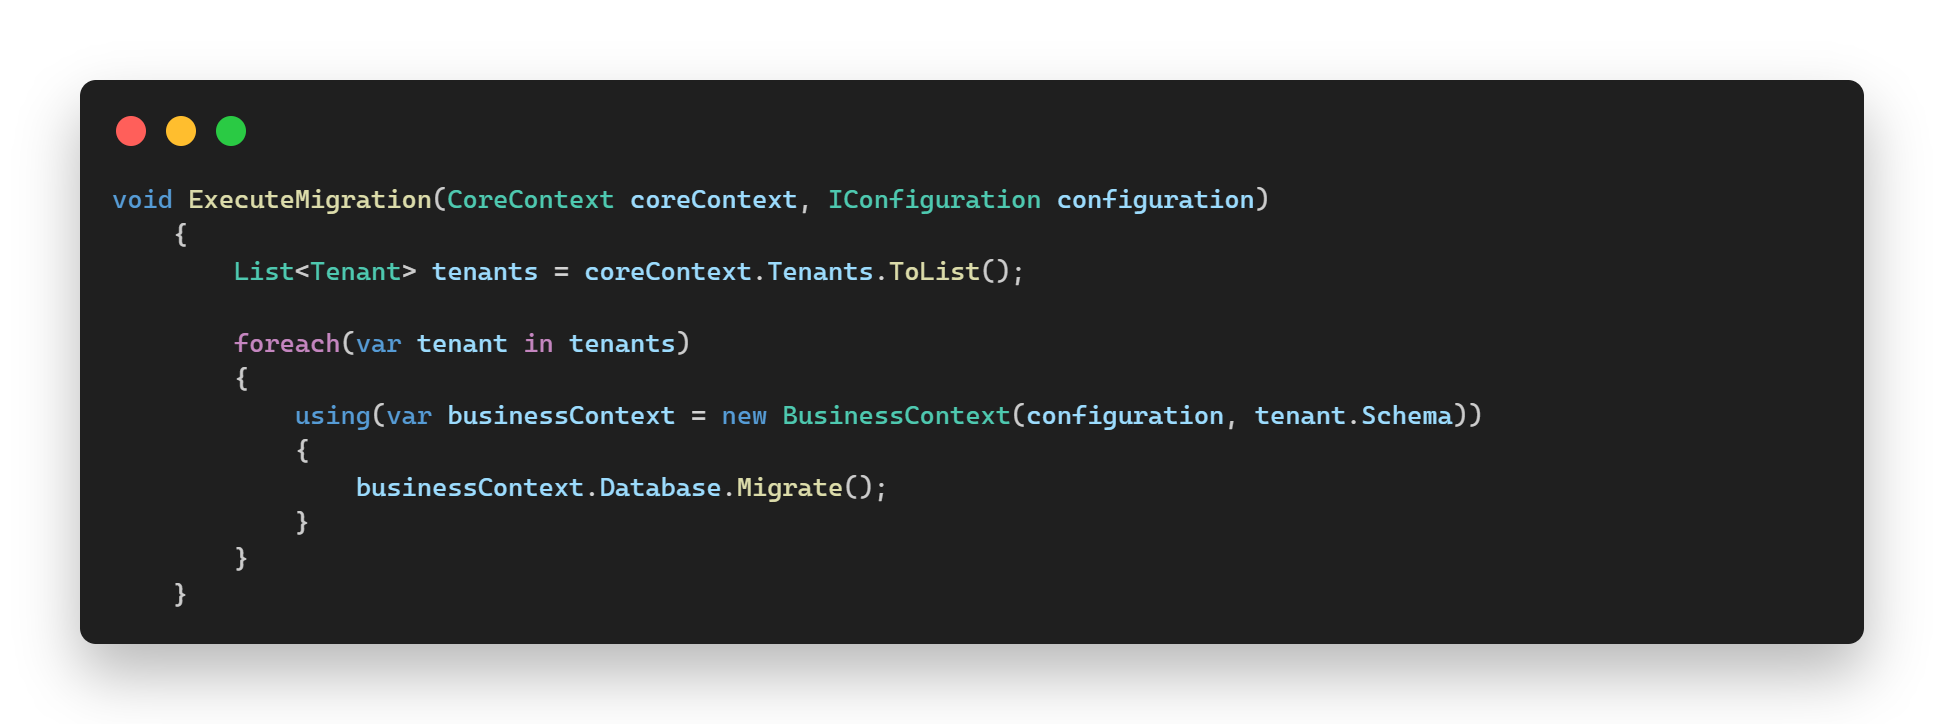 void ExecuteMigration(CoreContext coreContext, IConfiguration configuration)
    {
        List<Tenant> tenants = coreContext.Tenants.ToList();

        foreach(var tenant in tenants)
        {
            using(var businessContext = new BusinessContext(configuration, tenant.Schema))
            {
                businessContext.Database.Migrate();
            }
        }
    }